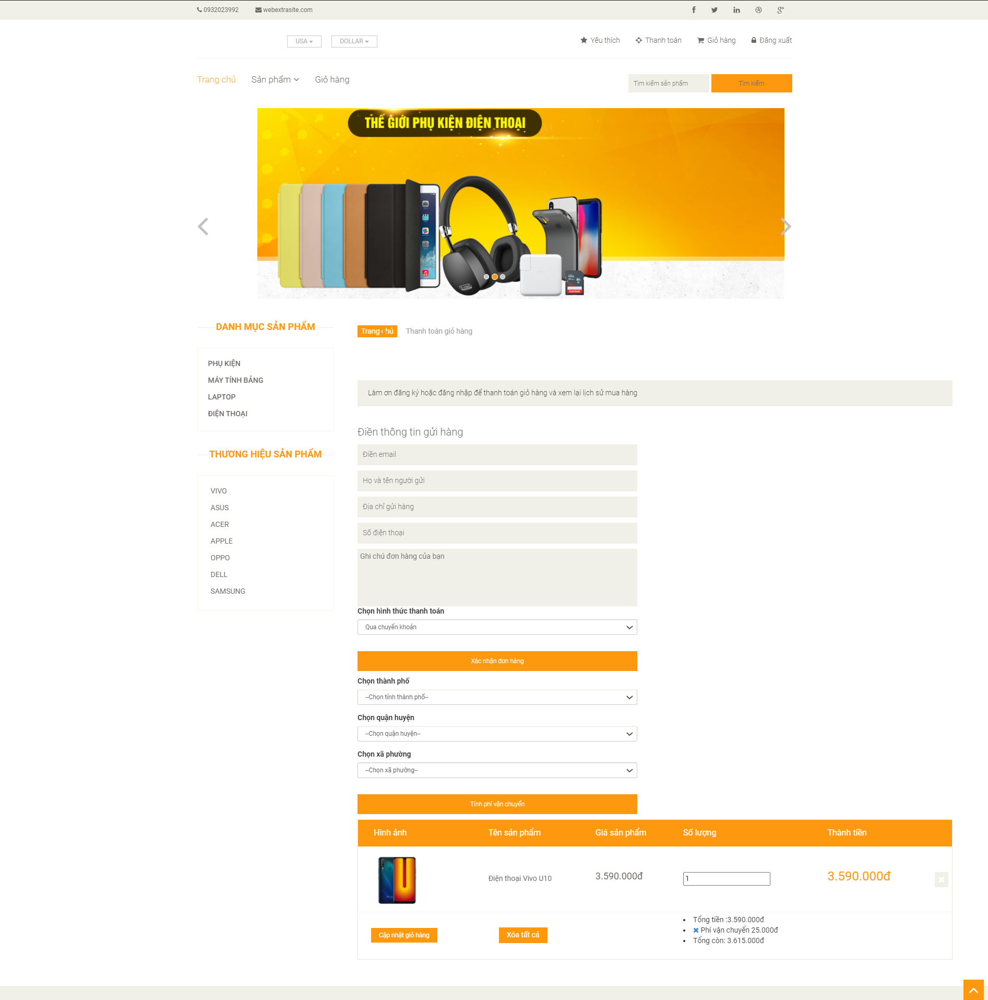 0932023992 webextrasite.com
USA DOLLAR
Yêu thích Thanh toán Giỏ hàng Đăng xuất
Trang chủ Sản phẩm Giỏ hàng
Tìm kiếm sản phẩm Tìm kiếm
THẾ GIỚI PHỤ KIỆN ĐIỆN THOẠI
DANH MỤC SẢN PHẨM
PHỤ KIỆN
MÁY TÍNH BẢNG
LAPTOP
ĐIỆN THOẠI
THƯƠNG HIỆU SẢN PHẨM
VIVO
ASUS
ACER
APPLE
OPPO
DELL
SAMSUNG
Trang chủ Thanh toán giỏ hàng
Làm ơn đăng ký hoặc đăng nhập để thanh toán giỏ hàng và xem lại lịch sử mua hàng
Điền thông tin gửi hàng
Điền email
Họ và tên người gửi
Địa chỉ gửi hàng
Số điện thoại
Ghi chú đơn hàng của bạn
Chọn hình thức thanh toán
Qua chuyển khoản
Xác nhận đơn hàng
Chọn thành phố
--Chọn tỉnh thành phố--
Chọn quận huyện
--Chọn quận huyện--
Chọn xã phường
--Chọn xã phường--
Tính phí vận chuyển
Hình ảnh Tên sản phẩm Giá sản phẩm Số lượng Thành tiền
Điện thoại Vivo U10 3.590.000đ 1 3.590.000đ
Cập nhật giỏ hàng Xóa tất cả
Tổng tiền :3.590.000đ
Phí vận chuyển 25.000đ
Tổng còn: 3.615.000đ